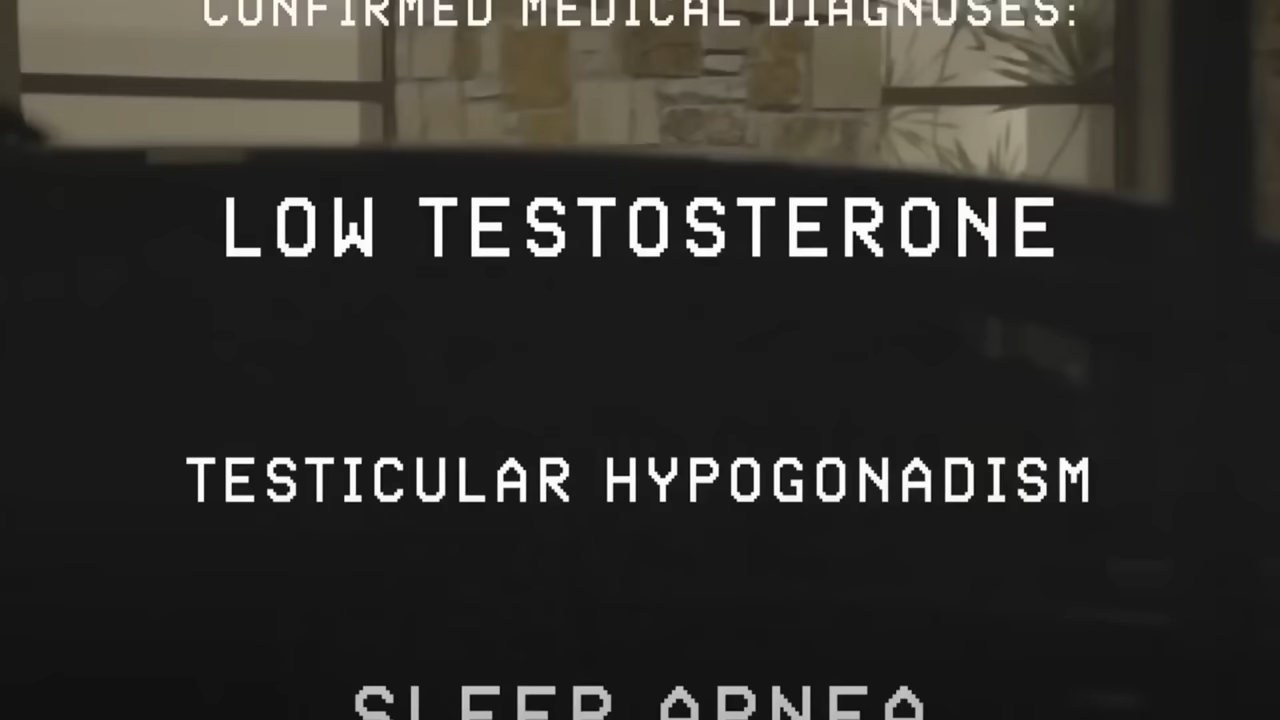 CONFIRMED MEDICAL DIAGNOSES:
LOW TESTOSTERONE
TESTICULAR HYPOGONADISM
SLEEP APNEA